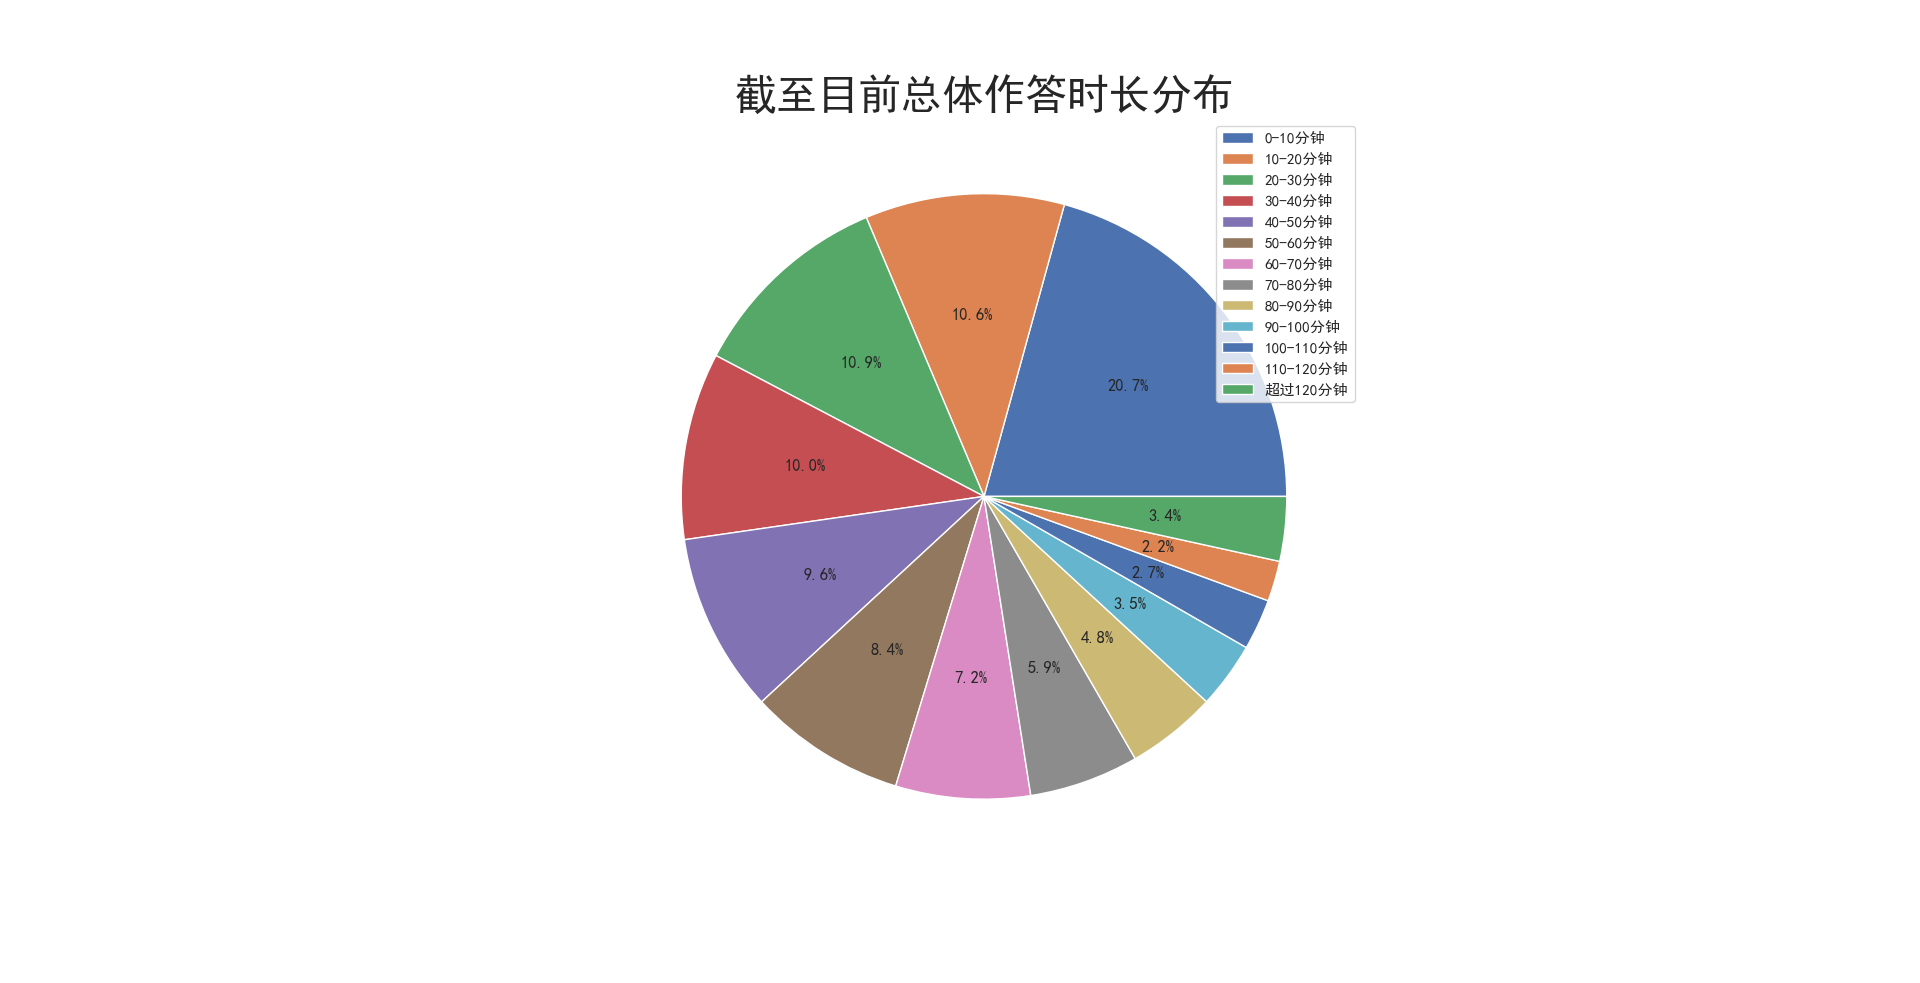 截至目前总体作答时长分布
0-10分钟
10-20分钟
20-30分钟
30-40分钟
40-50分钟
50-60分钟
60-70分钟
70-80分钟
80-90分钟
90-100分钟
100-110分钟
110-120分钟
超过120分钟
20.7%
10.6%
10.9%
10.0%
9.6%
8.4%
7.2%
5.9%
4.8%
3.5%
2.7%
2.2%
3.4%